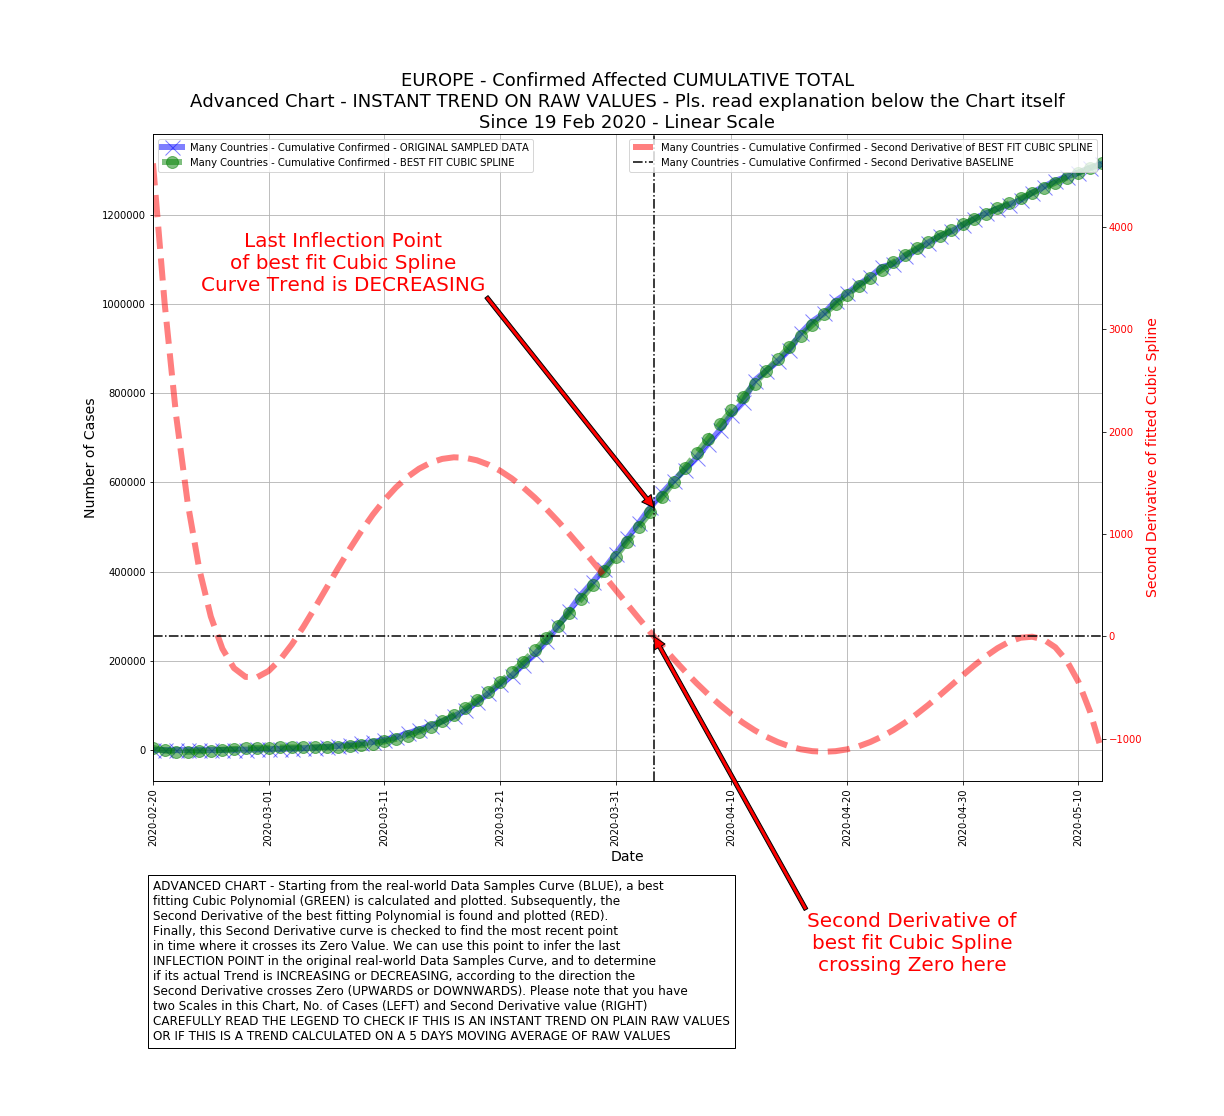 EUROPE - Confirmed Affected CUMULATIVE TOTAL
Advanced Chart - INSTANT TREND ON RAW VALUES - Pls. read explanation below the Chart itself
Since 19 Feb 2020 - Linear Scale
Many Countries - Cumulative Confirmed - ORIGINAL SAMPLED DATA
Many Countries - Cumulative Confirmed - BEST FIT CUBIC SPLINE
Many Countries - Cumulative Confirmed - Second Derivative of BEST FIT CUBIC SPLINE
Many Countries - Cumulative Confirmed - Second Derivative BASELINE
Last Inflection Point
of best fit Cubic Spline
Curve Trend is DECREASING
Number of Cases
1200000
1000000
800000
600000
400000
200000
0
4000
3000
2000
1000
0
−1000
Second Derivative of fitted Cubic Spline
2020-02-20
2020-03-01
2020-03-11
2020-03-21
2020-03-31
2020-04-10
2020-04-20
2020-04-30
2020-05-10
Date
ADVANCED CHART - Starting from the real-world Data Samples Curve (BLUE), a best
fitting Cubic Polynomial (GREEN) is calculated and plotted. Subsequently, the
Second Derivative of the best fitting Polynomial is found and plotted (RED).
Finally, this Second Derivative curve is checked to find the most recent point
in time where it crosses its Zero Value. We can use this point to infer the last
INFLECTION POINT in the original real-world Data Samples Curve, and to determine
if its actual Trend is INCREASING or DECREASING, according to the direction the
Second Derivative crosses Zero (UPWARDS or DOWNWARDS). Please note that you have
two Scales in this Chart, No. of Cases (LEFT) and Second Derivative value (RIGHT)
CAREFULLY READ THE LEGEND TO CHECK IF THIS IS AN INSTANT TREND ON PLAIN RAW VALUES
OR IF THIS IS A TREND CALCULATED ON A 5 DAYS MOVING AVERAGE OF RAW VALUES
Second Derivative of
best fit Cubic Spline
crossing Zero here